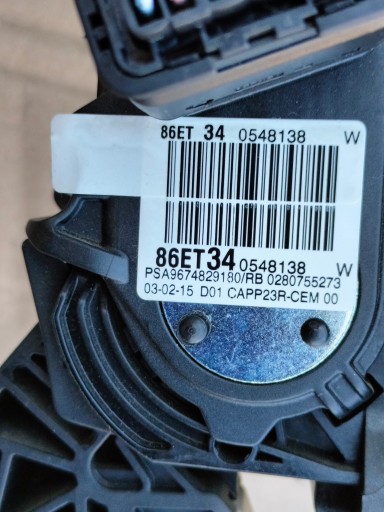 86ET 34 0548138 W
86ET34 0548138 W
PSA9674829180/RB 0280755273
03-02-15 D01 CAPP23R-CEM 00